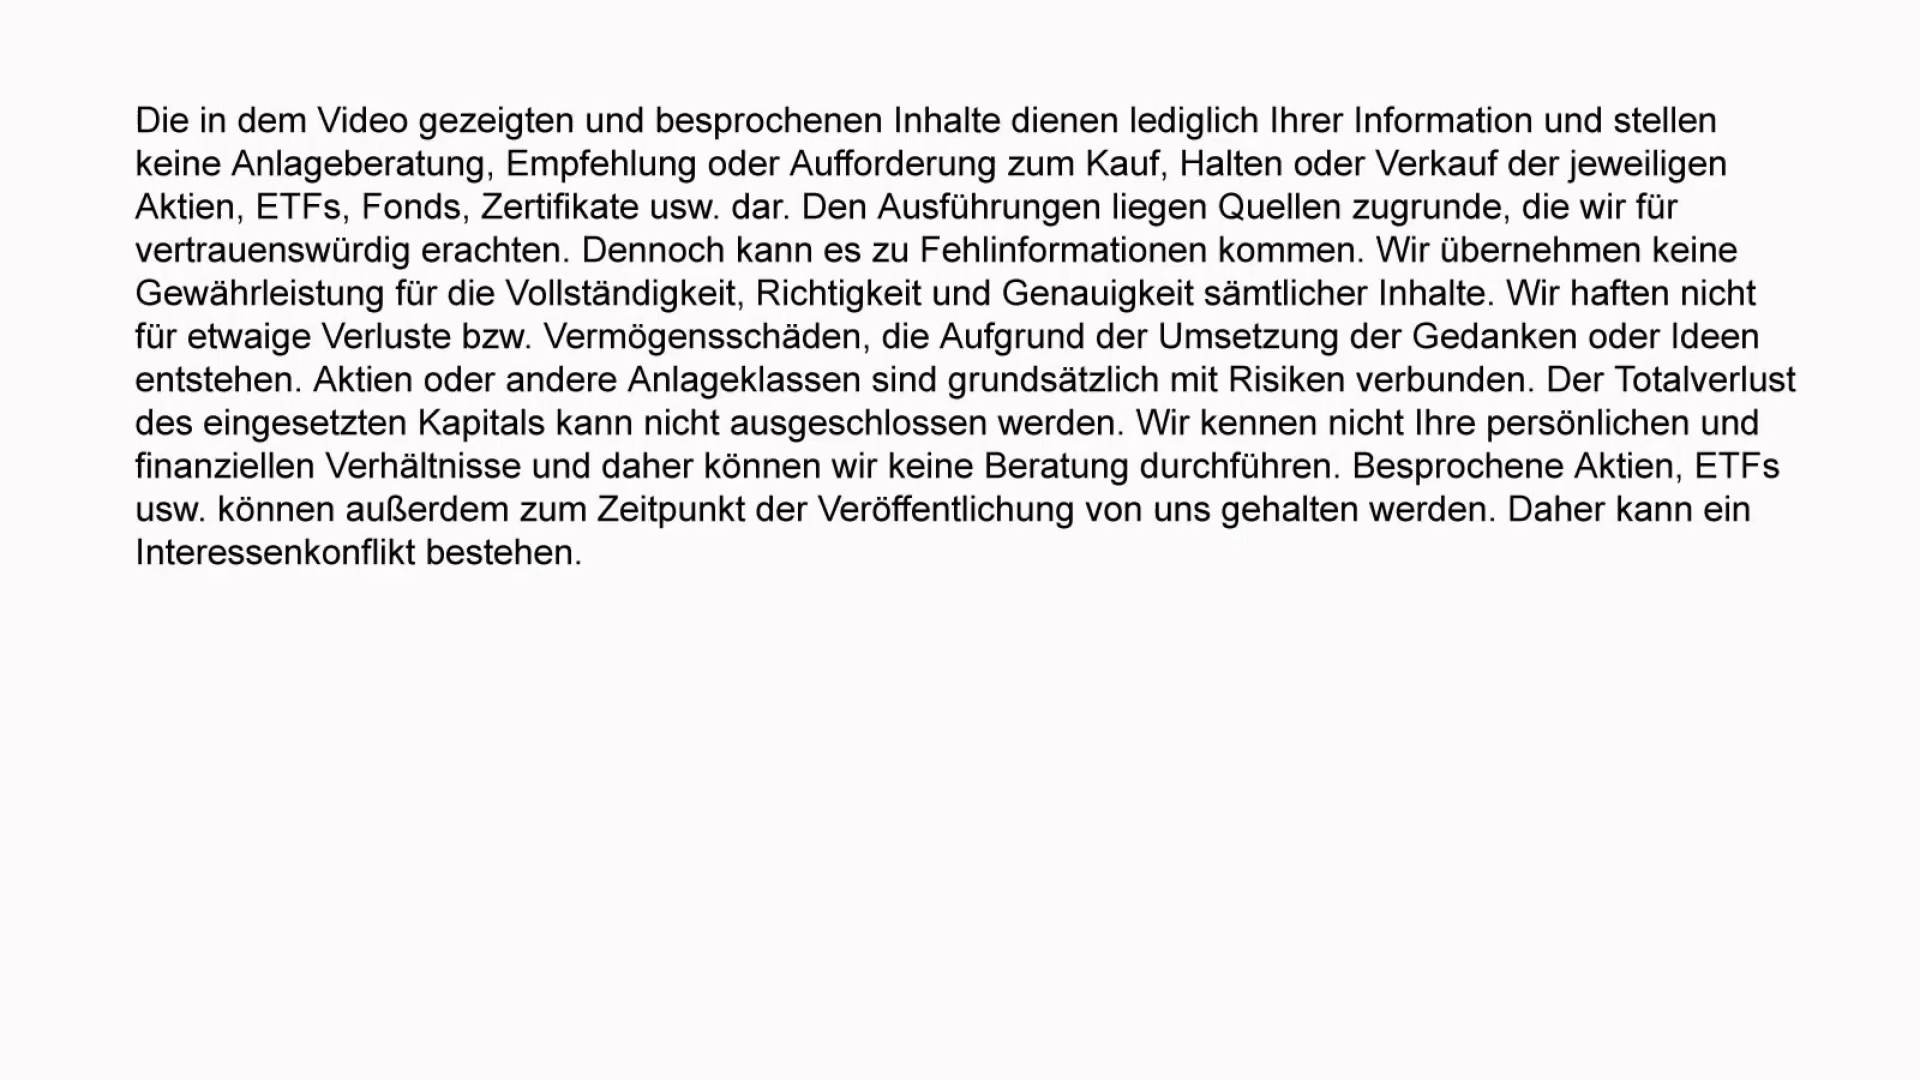 Die in dem Video gezeigten und besprochenen Inhalte dienen lediglich Ihrer Information und stellen
keine Anlageberatung, Empfehlung oder Aufforderung zum Kauf, Halten oder Verkauf der jeweiligen
Aktien, ETFs, Fonds, Zertifikate usw. dar. Den Ausführungen liegen Quellen zugrunde, die wir für
vertrauenswürdig erachten. Dennoch kann es zu Fehlinformationen kommen. Wir übernehmen keine
Gewährleistung für die Vollständigkeit, Richtigkeit und Genauigkeit sämtlicher Inhalte. Wir haften nicht
für etwaige Verluste bzw. Vermögensschäden, die Aufgrund der Umsetzung der Gedanken oder Ideen
entstehen. Aktien oder andere Anlageklassen sind grundsätzlich mit Risiken verbunden. Der Totalverlust
des eingesetzten Kapitals kann nicht ausgeschlossen werden. Wir kennen nicht Ihre persönlichen und
finanziellen Verhältnisse und daher können wir keine Beratung durchführen. Besprochene Aktien, ETFs
usw. können außerdem zum Zeitpunkt der Veröffentlichung von uns gehalten werden. Daher kann ein
Interessenkonflikt bestehen.